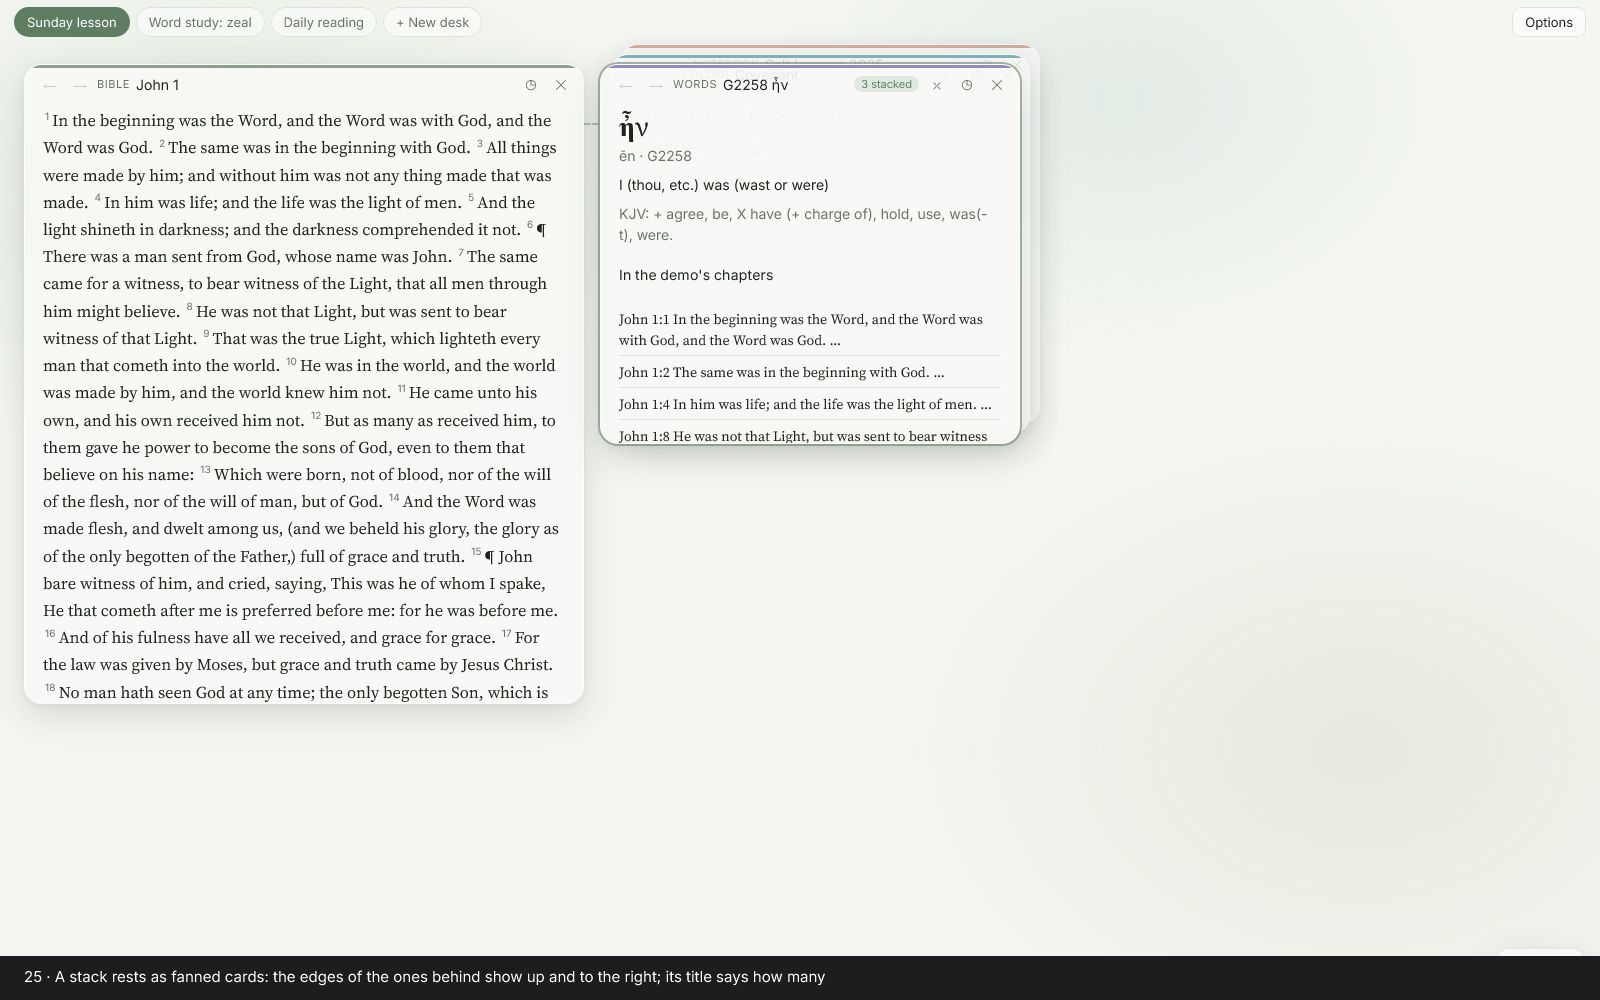 Sunday lesson
Word study: zeal
Daily reading
+ New desk
Options
← → BIBLE John 1
1 In the beginning was the Word, and the Word was with God, and the
Word was God. 2 The same was in the beginning with God. 3 All things
were made by him; and without him was not any thing made that was
made. 4 In him was life; and the life was the light of men. 5 And the
light shineth in darkness; and the darkness comprehended it not. 6 ¶
There was a man sent from God, whose name was John. 7 The same
came for a witness, to bear witness of the Light, that all men through
him might believe. 8 He was not that Light, but was sent to bear
witness of that Light. 9 That was the true Light, which lighteth every
man that cometh into the world. 10 He was in the world, and the world
was made by him, and the world knew him not. 11 He came unto his
own, and his own received him not. 12 But as many as received him, to
them gave he power to become the sons of God, even to them that
believe on his name: 13 Which were born, not of blood, nor of the will
of the flesh, nor of the will of man, but of God. 14 And the Word was
made flesh, and dwelt among us, (and we beheld his glory, the glory as
of the only begotten of the Father,) full of grace and truth. 15 ¶ John
bare witness of him, and cried, saying, This was he of whom I spake,
He that cometh after me is preferred before me: for he was before me.
16 And of his fulness have all we received, and grace for grace. 17 For
the law was given by Moses, but grace and truth came by Jesus Christ.
18 No man hath seen God at any time; the only begotten Son, which is
← → WORDS G2258 ἦν
3 stacked
ἦν
ēn · G2258
I (thou, etc.) was (wast or were)
KJV: + agree, be, X have (+ charge of), hold, use, was(-
t), were.
In the demo's chapters
John 1:1 In the beginning was the Word, and the Word was
with God, and the Word was God. ...
John 1:2 The same was in the beginning with God. ...
John 1:4 In him was life; and the life was the light of men. ...
John 1:8 He was not that Light, but was sent to bear witness
25 · A stack rests as fanned cards: the edges of the ones behind show up and to the right; its title says how many